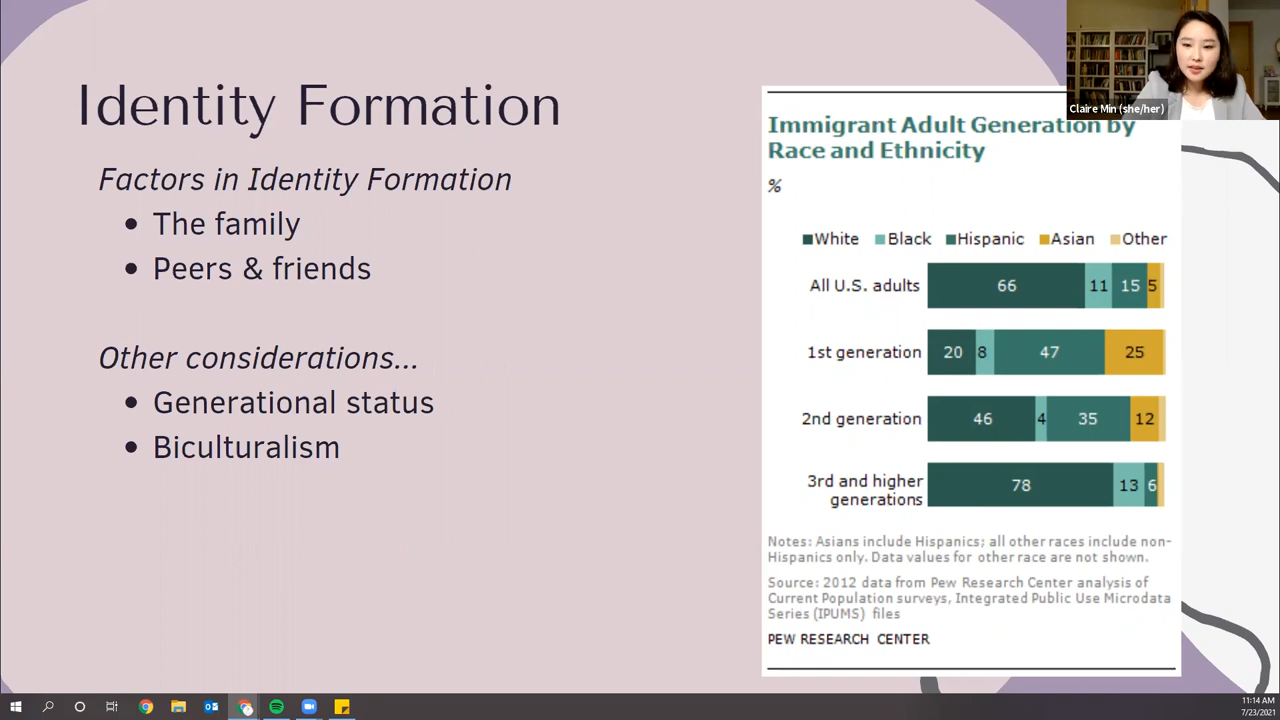 Identity Formation
Factors in Identity Formation
• The family
• Peers & friends
Other considerations...
• Generational status
• Biculturalism
Claire Min (she/her)
Immigrant Adult Generation by
Race and Ethnicity
%
White Black Hispanic Asian Other
All U.S. adults 66 11 15 5
1st generation 20 8 47 25
2nd generation 46 4 35 12
3rd and higher
generations 78 13 6
Notes: Asians include Hispanics; all other races include non-
Hispanics only. Data values for other race are not shown.
Source: 2012 data from Pew Research Center analysis of
Current Population surveys, Integrated Public Use Microdata
Series (IPUMS) files
PEW RESEARCH CENTER
11:14 AM
7/23/2021